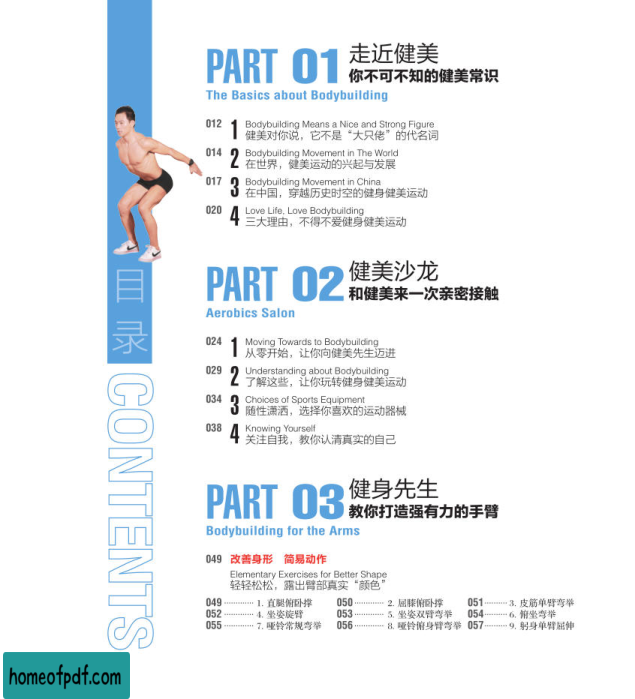 PART 01 走近健美
你不可不知的健美常识
The Basics about Bodybuilding
012 1 Bodybuilding Means a Nice and Strong Figure
健美对你说，它不是“大只佬”的代名词
014 2 Bodybuilding Movement in The World
在世界，健美运动的兴起与发展
017 3 Bodybuilding Movement in China
在中国，穿越历史时空的健身健美运动
020 4 Love Life, Love Bodybuilding
三大理由，不得不爱健身健美运动
目录
CONTENTS
PART 02 健美沙龙
和健美来一次亲密接触
Aerobics Salon
024 1 Moving Towards to Bodybuilding
从零开始，让你向健美先生迈进
029 2 Understanding about Bodybuilding
了解这些，让你玩转健身健美运动
034 3 Choices of Sports Equipment
随性潇洒，选择你喜欢的运动器械
038 4 Knowing Yourself
关注自我，教你认清真实的自己
PART 03 健身先生
教你打造强有力的手臂
Bodybuilding for the Arms
049 改善身形 简易动作
Elementary Exercises for Better Shape
轻轻松松，露出臂部真实“颜色”
049 ············ 1. 直腿俯卧撑 050 ············ 2. 屈膝俯卧撑 051 ········· 3. 皮筋单臂弯举
052 ············ 4. 坐姿旋臂 053 ············ 5. 坐姿双臂弯举 054 ········· 6. 俯坐弯举
055 ············ 7. 哑铃常规弯举 056 ············ 8. 哑铃俯身臂弯举 057 ········· 9. 躬身单臂屈伸
homeofpdf.com